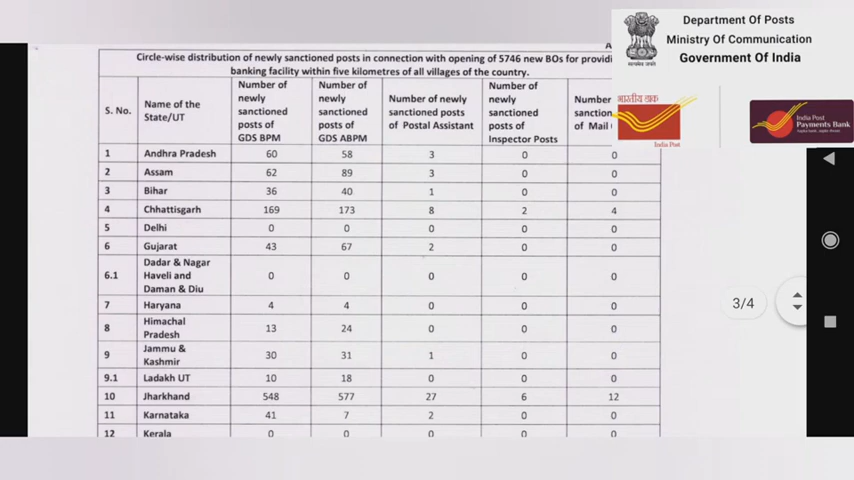 Department Of Posts
Ministry Of Communication
Government Of India
सत्यमेव जयते
भारतीय डाक
India Post
India Post
Payments Bank
A
Circle-wise distribution of newly sanctioned posts in connection with opening of 5746 new BOs for providi
banking facility within five kilometres of all villages of the country.
S. No. Name of the State/UT Number of newly sanctioned posts of GDS BPM Number of newly sanctioned posts of GDS ABPM Number of newly sanctioned posts of Postal Assistant Number of newly sanctioned posts of Inspector Posts Number sanction of Mail
1 Andhra Pradesh 60 58 3 0 0
2 Assam 62 89 3 0 0
3 Bihar 36 40 1 0 0
4 Chhattisgarh 169 173 8 2 4
5 Delhi 0 0 0 0 0
6 Gujarat 43 67 2 0 0
6.1 Dadar & Nagar Haveli and Daman & Diu 0 0 0 0 0
7 Haryana 4 4 0 0 0
8 Himachal Pradesh 13 24 0 0 0
9 Jammu & Kashmir 30 31 1 0 0
9.1 Ladakh UT 10 18 0 0 0
10 Jharkhand 548 577 27 6 12
11 Karnataka 41 7 2 0 0
12 Kerala 0 0 0 0 0
3/4